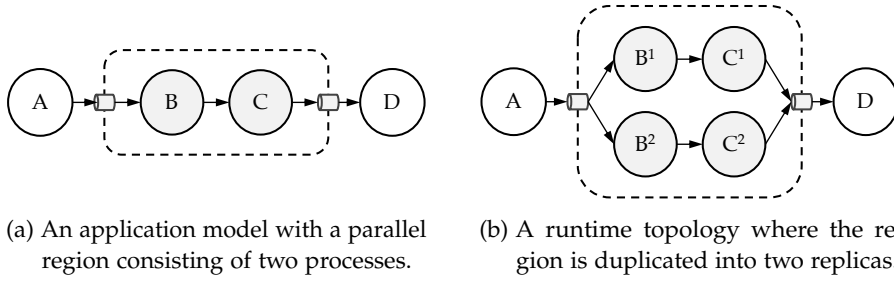 A
B
C
D
A
B1
C1
B2
C2
D
(a) An application model with a parallel
region consisting of two processes.
(b) A runtime topology where the re-
gion is duplicated into two replicas